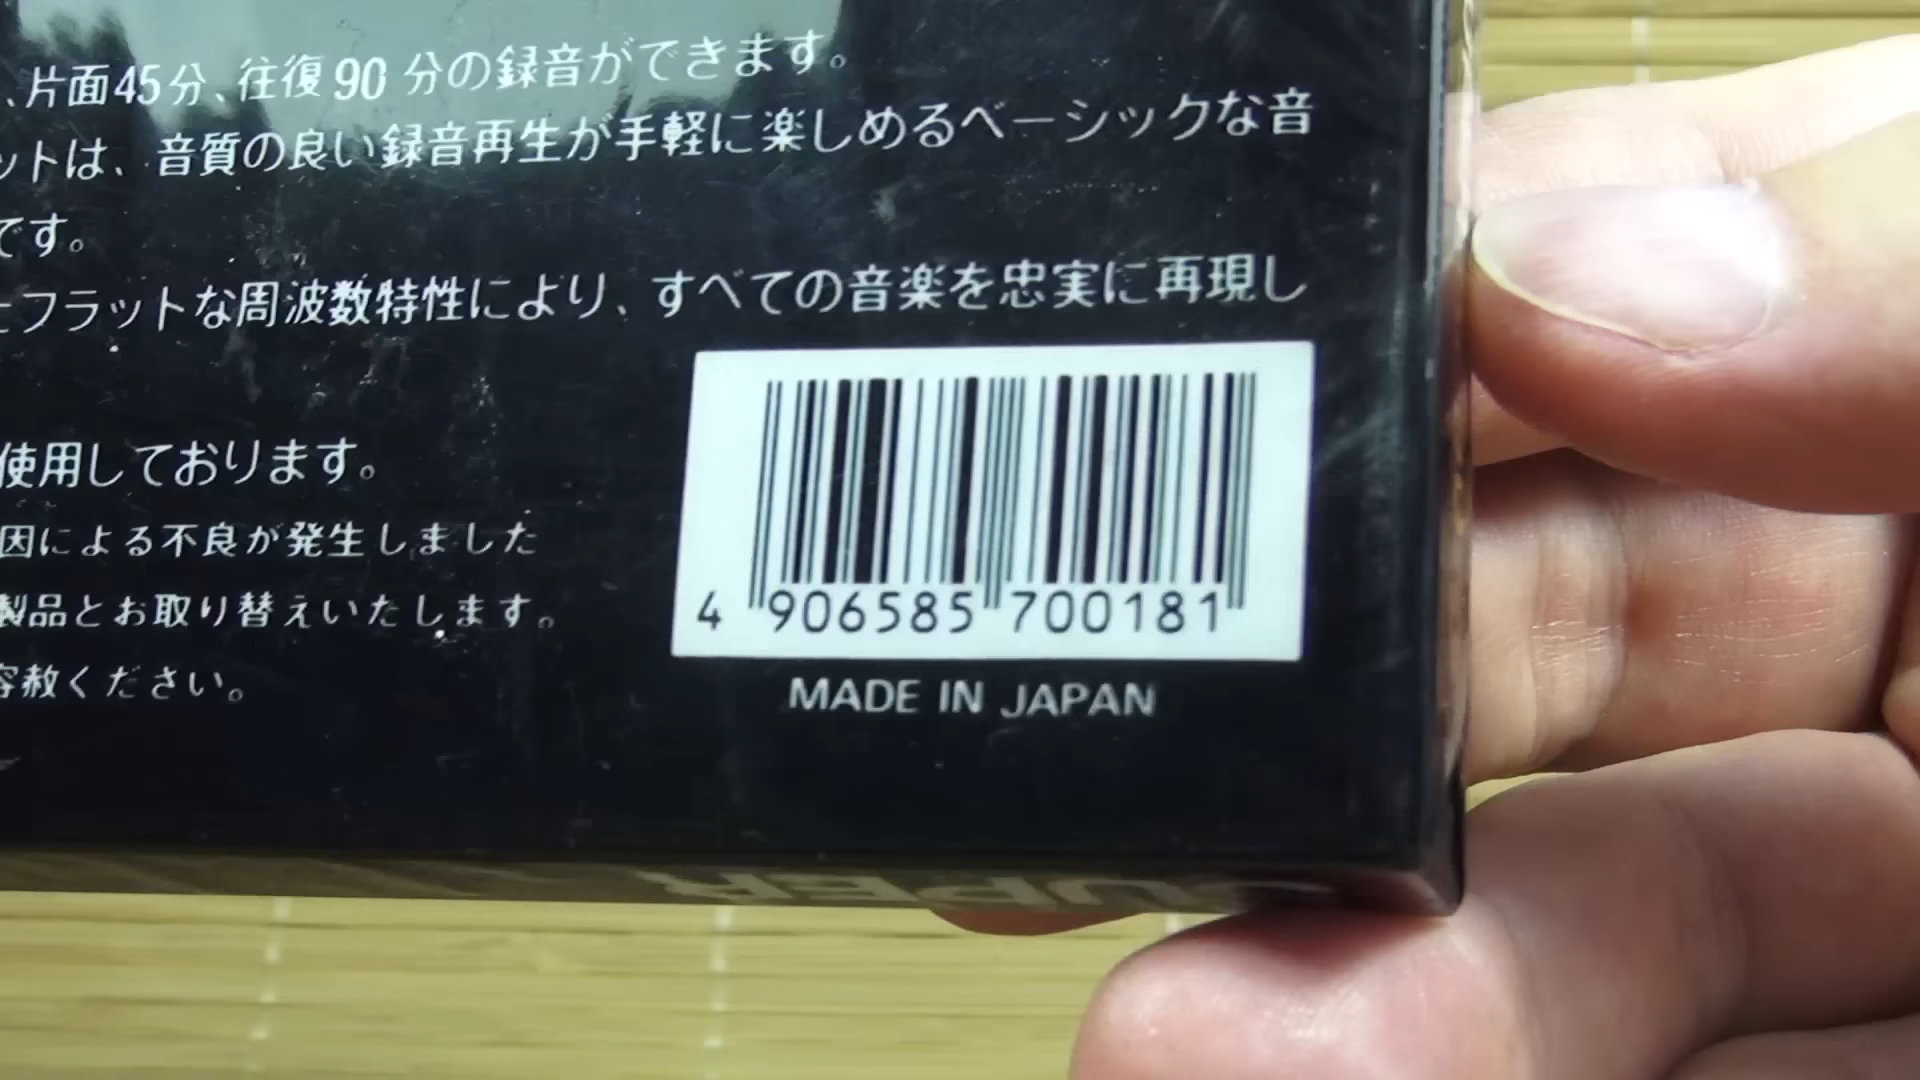 、片面45分、往復90分の録音ができます。
ットは、音質の良い録音再生が手軽に楽しめるベーシックな音
です。
とフラットな周波数特性により、すべての音楽を忠実に再現し
使用しております。
因による不良が発生しました
製品とお取り替えいたします。
容赦ください。
4 906585 700181
MADE IN JAPAN
SUPER